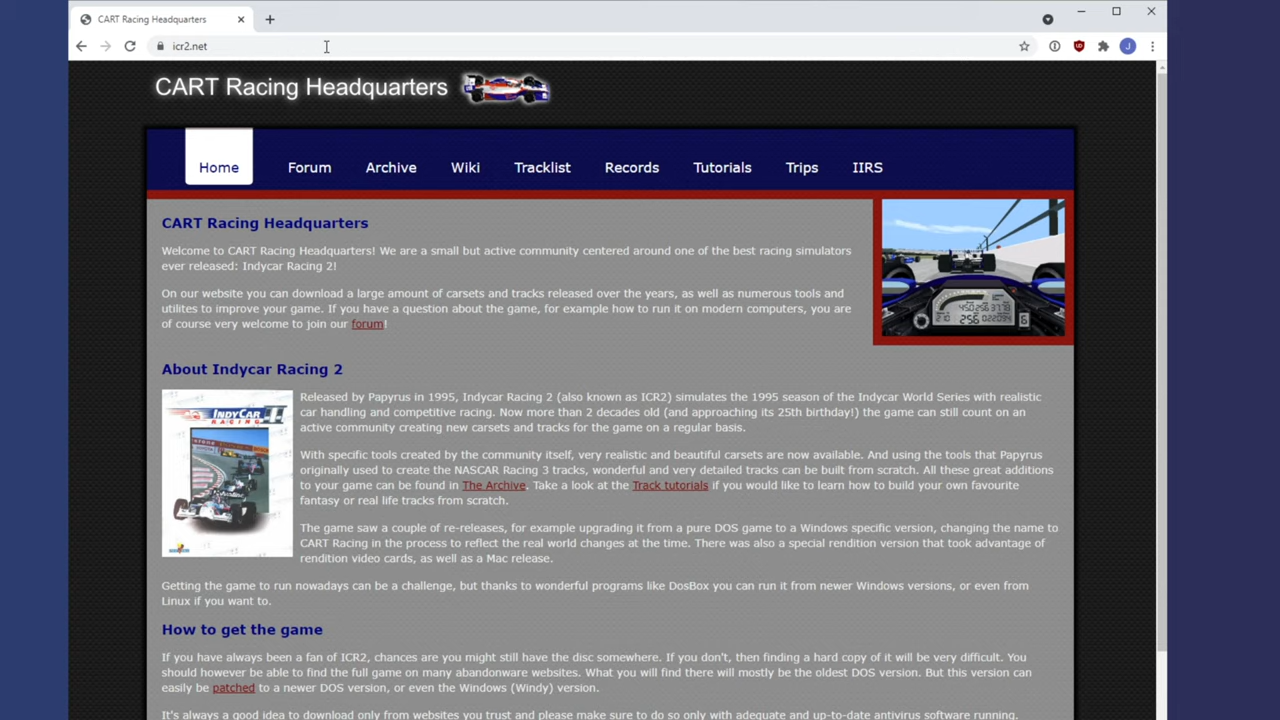 CART Racing Headquarters
icr2.net
J
CART Racing Headquarters
Home Forum Archive Wiki Tracklist Records Tutorials Trips IIRS
CART Racing Headquarters
Welcome to CART Racing Headquarters! We are a small but active community centered around one of the best racing simulators
ever released: Indycar Racing 2!
On our website you can download a large amount of carsets and tracks released over the years, as well as numerous tools and
utilites to improve your game. If you have a question about the game, for example how to run it on modern computers, you are
of course very welcome to join our forum!
About Indycar Racing 2
INDYCAR
RACING II
Released by Papyrus in 1995, Indycar Racing 2 (also known as ICR2) simulates the 1995 season of the Indycar World Series with realistic
car handling and competitive racing. Now more than 2 decades old (and approaching its 25th birthday!) the game can still count on an
active community creating new carsets and tracks for the game on a regular basis.
With specific tools created by the community itself, very realistic and beautiful carsets are now available. And using the tools that Papyrus
originally used to create the NASCAR Racing 3 tracks, wonderful and very detailed tracks can be built from scratch. All these great additions
to your game can be found in The Archive. Take a look at the Track tutorials if you would like to learn how to build your own favourite
fantasy or real life tracks from scratch.
The game saw a couple of re-releases, for example upgrading it from a pure DOS game to a Windows specific version, changing the name to
CART Racing in the process to reflect the real world changes at the time. There was also a special rendition version that took advantage of
rendition video cards, as well as a Mac release.
Getting the game to run nowadays can be a challenge, but thanks to wonderful programs like DosBox you can run it from newer Windows versions, or even from
Linux if you want to.
How to get the game
If you have always been a fan of ICR2, chances are you might still have the disc somewhere. If you don't, then finding a hard copy of it will be very difficult. You
should however be able to find the full game on many abandonware websites. What you will find there will mostly be the oldest DOS version. But this version can
easily be patched to a newer DOS version, or even the Windows (Windy) version.
It's always a good idea to download only from websites you trust and please make sure to do so only with adequate and up-to-date antivirus software running.